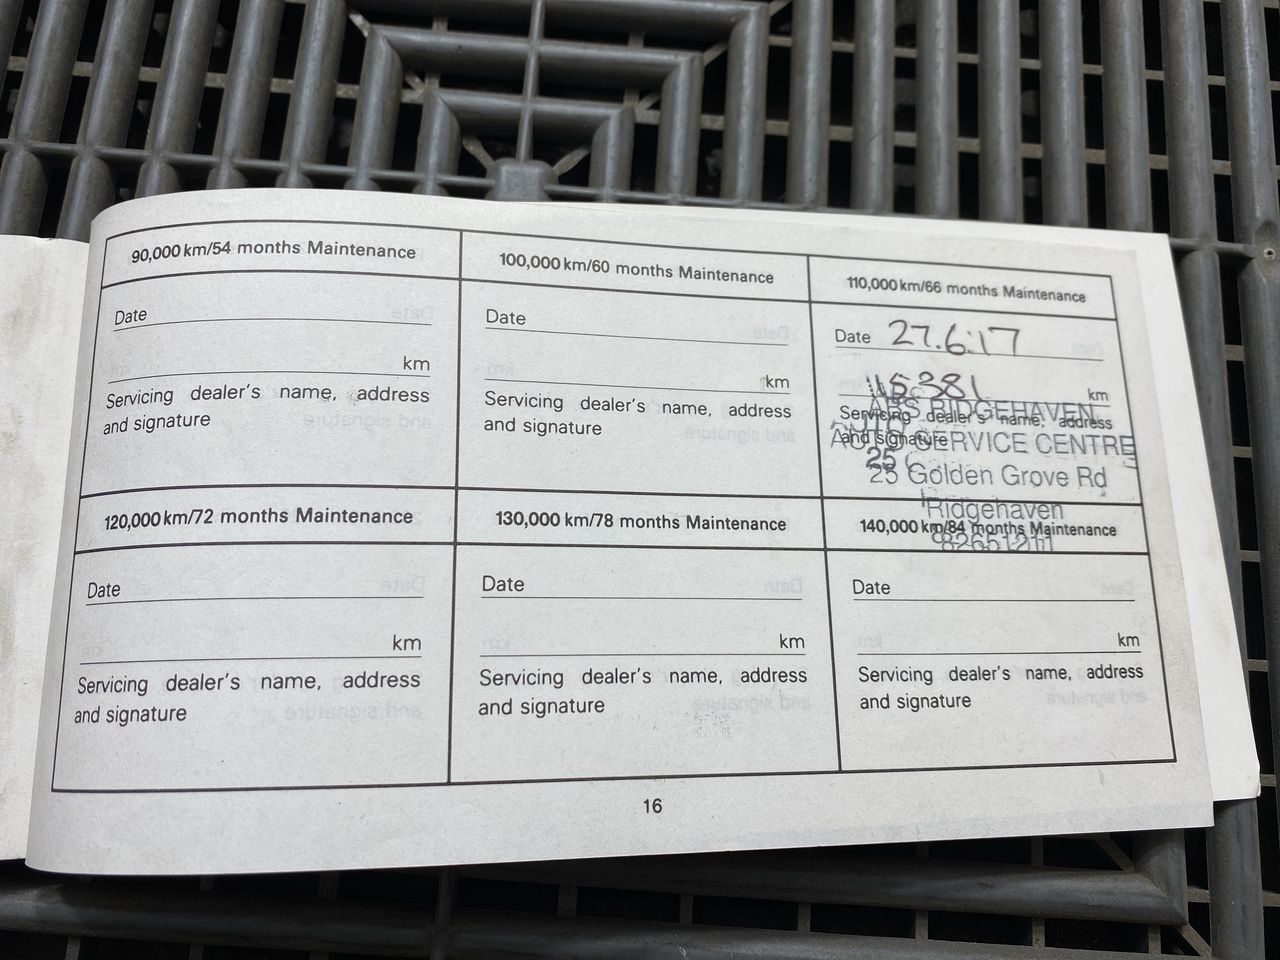 90,000 km/54 months Maintenance
Date
km
Servicing dealer's name, address
and signature
100,000 km/60 months Maintenance
Date
km
Servicing dealer's name, address
and signature
110,000 km/66 months Maintenance
Date 27.6.17
115381 km
Servicing dealer's name, address
and signature
ABS RIDGEHAVEN
AUTO SERVICE CENTRE
25 Golden Grove Rd
Ridgehaven
82651211
120,000 km/72 months Maintenance
Date
km
Servicing dealer's name, address
and signature
130,000 km/78 months Maintenance
Date
km
Servicing dealer's name, address
and signature
140,000 km/84 months Maintenance
Date
km
Servicing dealer's name, address
and signature
16